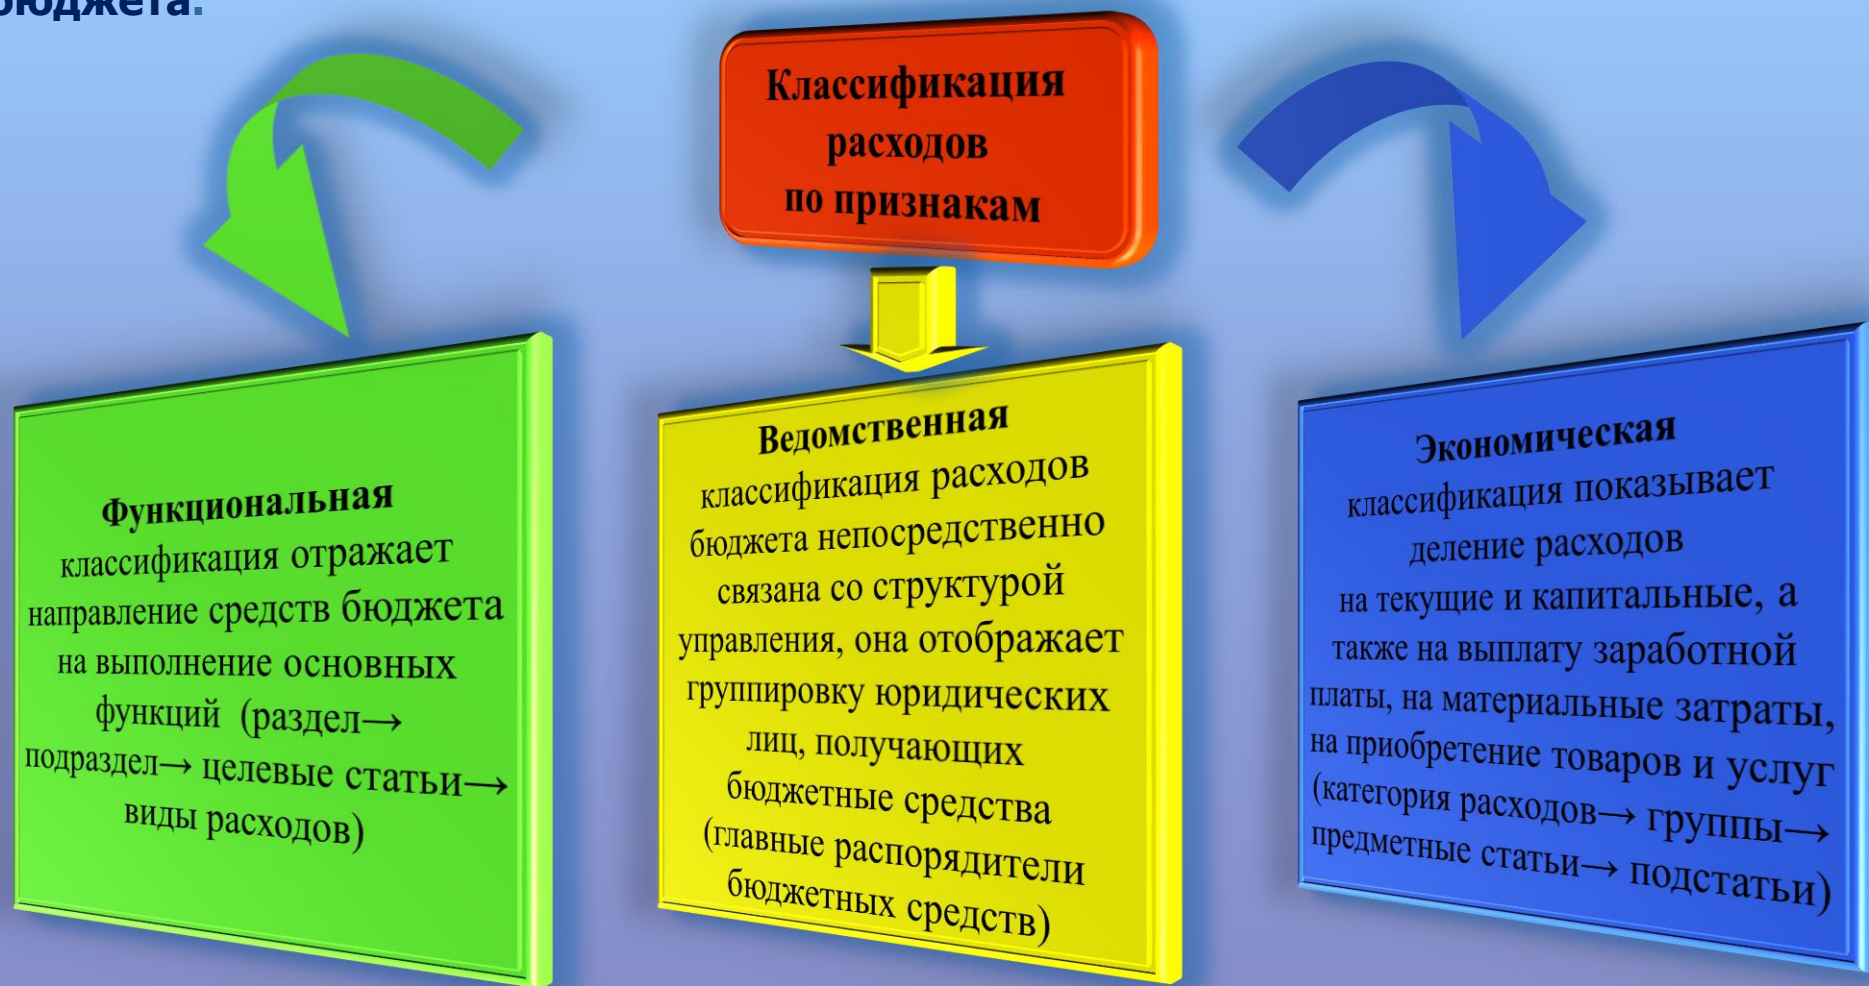 бюджета.
Классификация
расходов
по признакам
Функциональная
классификация отражает
направление средств бюджета
на выполнение основных
функций (раздел→
подраздел→ целевые статьи→
виды расходов)
Ведомственная
классификация расходов
бюджета непосредственно
связана со структурой
управления, она отображает
группировку юридических
лиц, получающих
бюджетные средства
(главные распорядители
бюджетных средств)
Экономическая
классификация показывает
деление расходов
на текущие и капитальные, а
также на выплату заработной
платы, на материальные затраты,
на приобретение товаров и услуг
(категория расходов→ группы→
предметные статьи→ подстатьи)